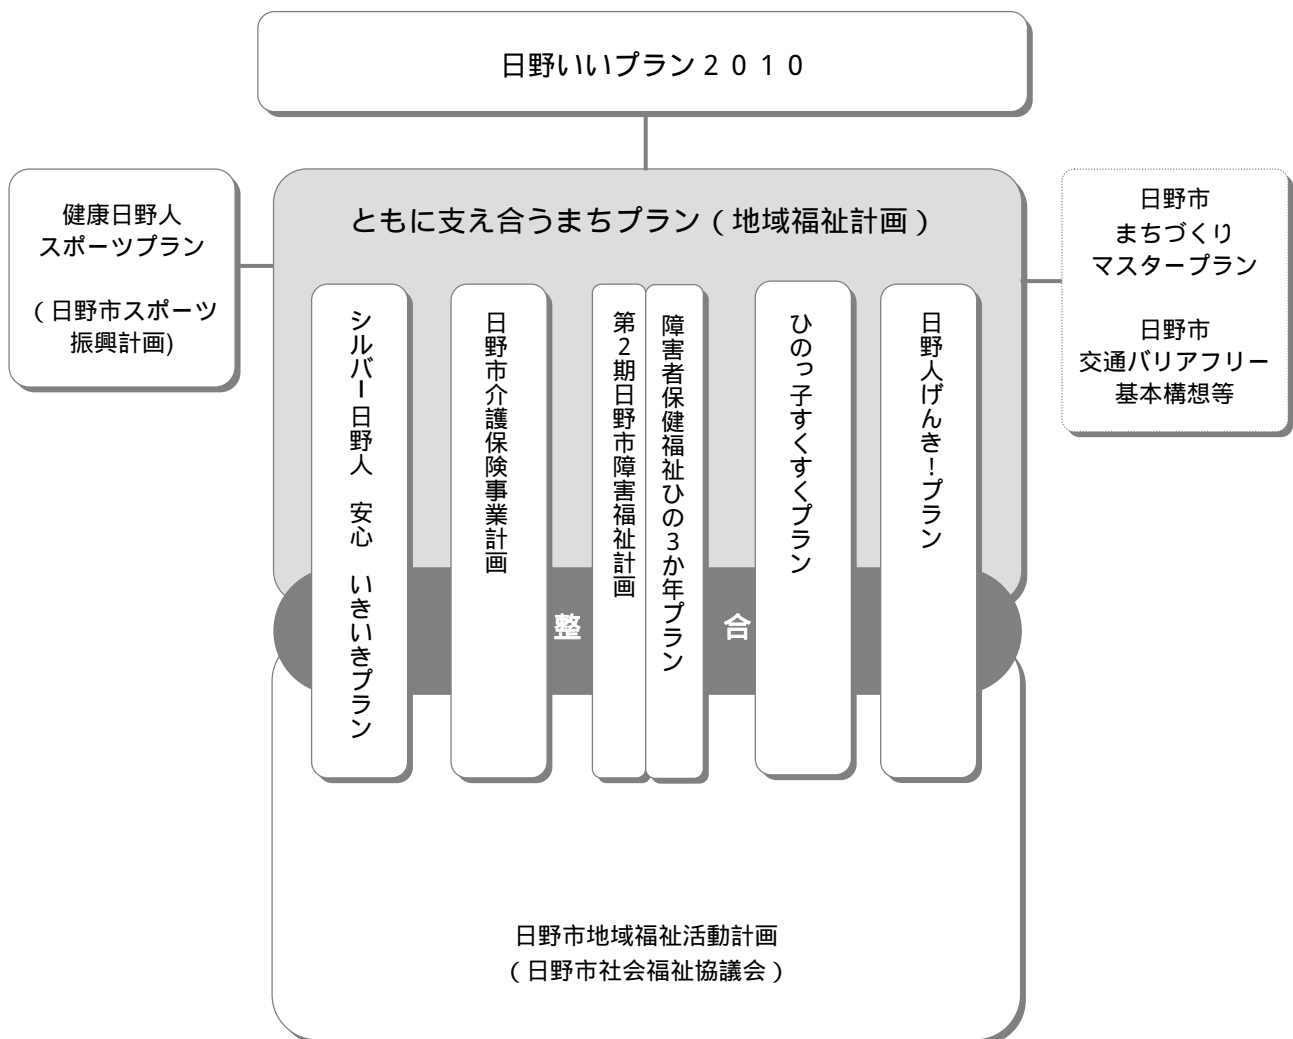 日野いいプラン２０１０
健康日野人
スポーツプラン
（日野市スポーツ
振興計画)
ともに支え合うまちプラン（地域福祉計画）
日野市
まちづくり
マスタープラン
日野市
交通バリアフリー
基本構想等
シルバー日野人　安心　いきいきプラン
日野市介護保険事業計画
第２期日野市障害福祉計画
障害者保健福祉ひの３か年プラン
ひのっ子すくすくプラン
日野人げんき！プラン
整　合
日野市地域福祉活動計画
（日野市社会福祉協議会）